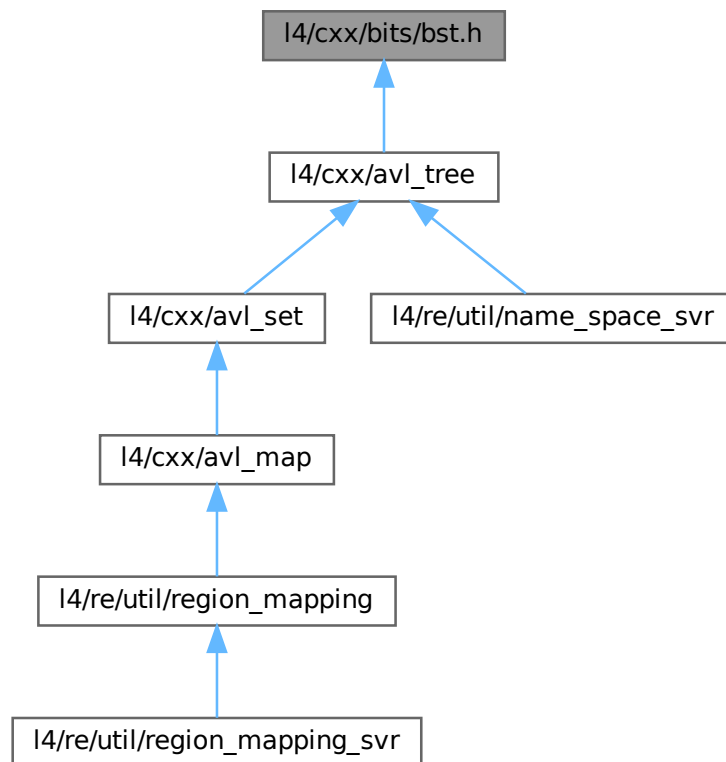 l4/cxx/bits/bst.h
l4/cxx/avl_tree
l4/cxx/avl_set
l4/re/util/name_space_svr
l4/cxx/avl_map
l4/re/util/region_mapping
l4/re/util/region_mapping_svr